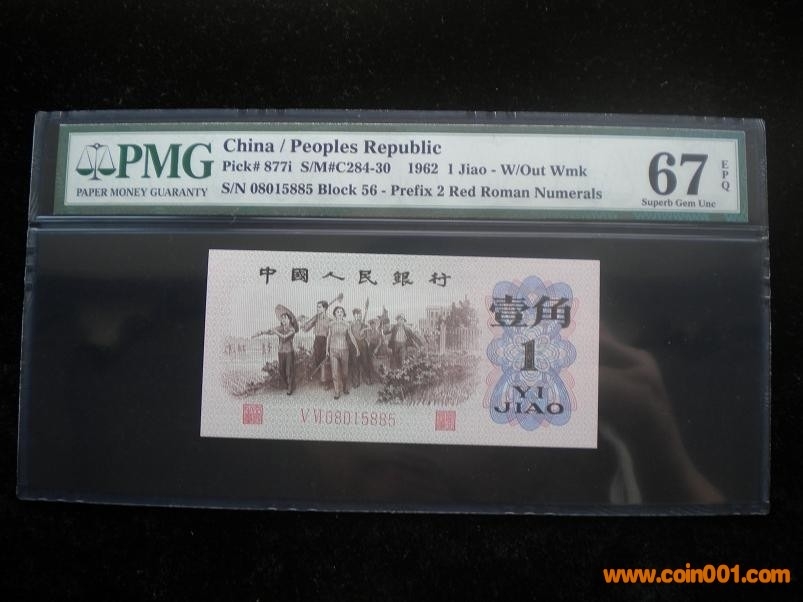 PMG
PAPER MONEY GUARANTY
China / Peoples Republic
Pick# 877i S/M#C284-30 1962 1 Jiao - W/Out Wmk
S/N 08015885 Block 56 - Prefix 2 Red Roman Numerals
67 EPQ
Superb Gem Unc
中國人民銀行
壹角
1
YI
JIAO
V VI 08015885
www.coin001.com